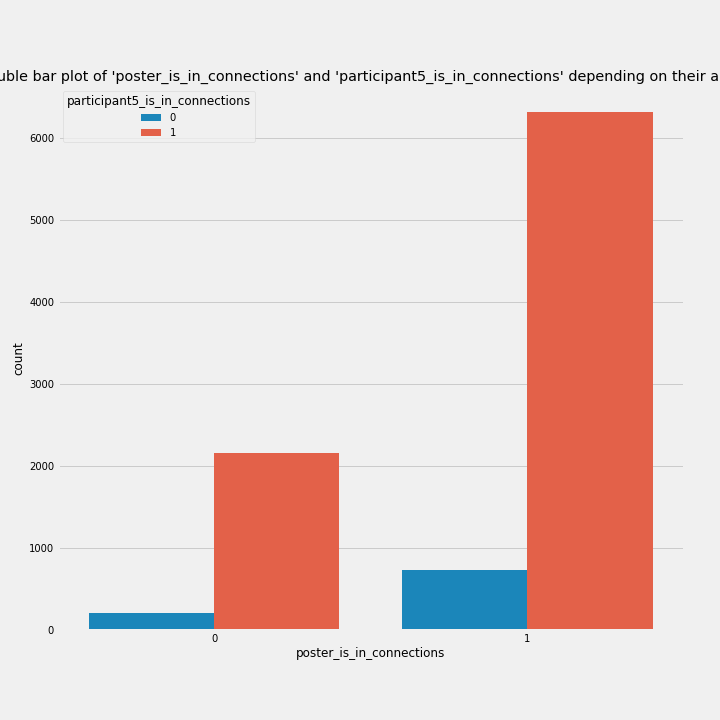 uble bar plot of 'poster_is_in_connections' and 'participant5_is_in_connections' depending on their a
participant5_is_in_connections
0
1
6000
5000
4000
3000
2000
1000
0
count
0
1
poster_is_in_connections